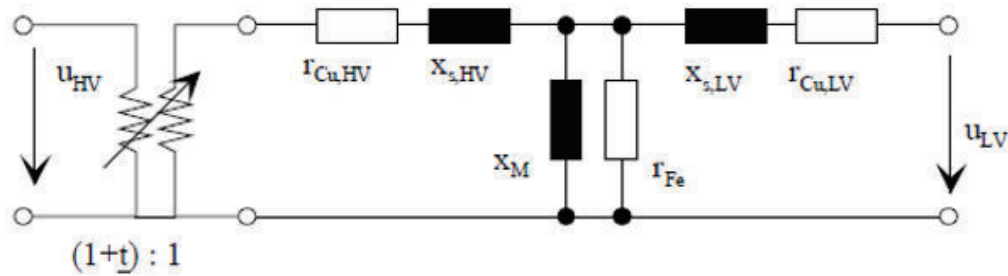 u_HV
r_Cu,HV
x_s,HV
x_s,LV
r_Cu,LV
x_M
r_Fe
u_LV
(1+t) : 1